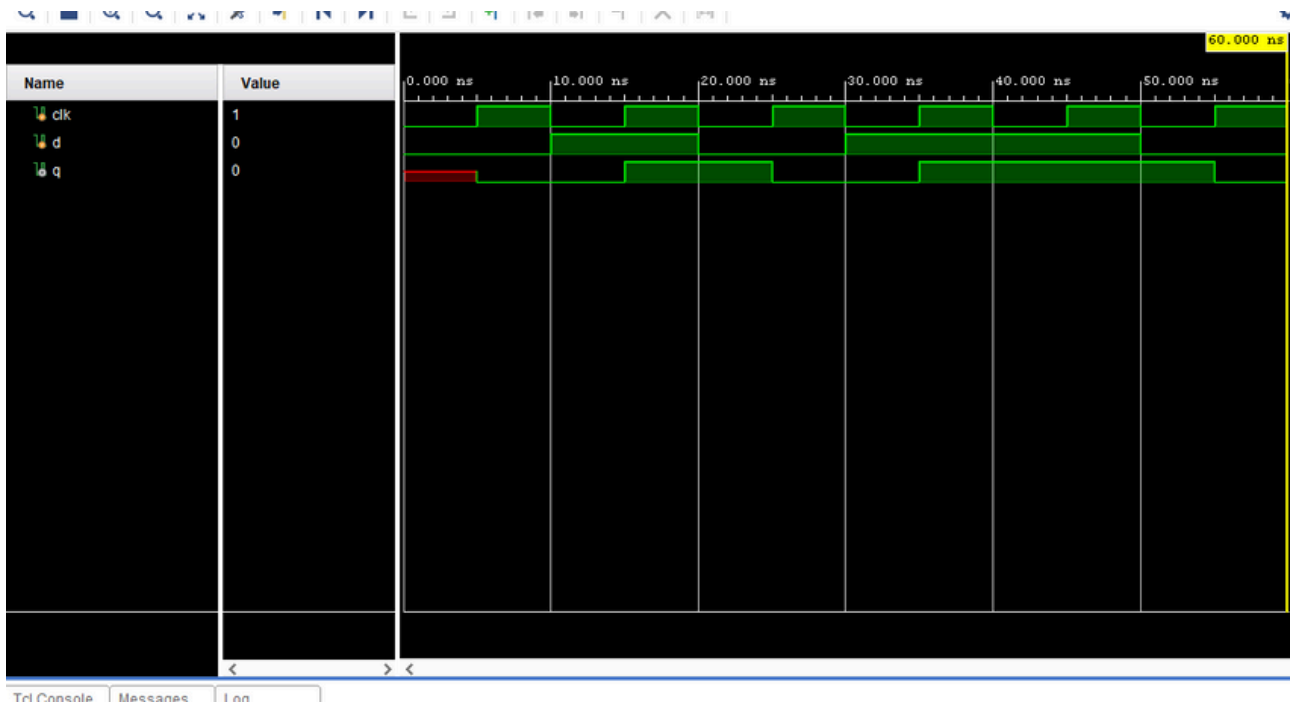 60.000 ns
Name Value
0.000 ns 10.000 ns 20.000 ns 30.000 ns 40.000 ns 50.000 ns
clk 1
d 0
q 0
Tcl Console Messages Log